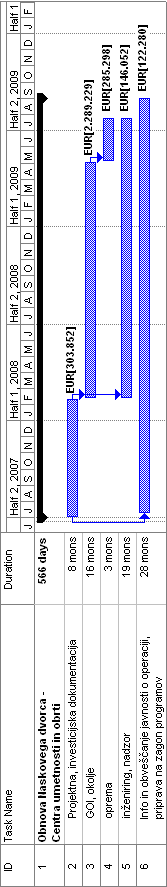 ID Task Name Duration
Half 2, 2007 Half 1, 2008 Half 2, 2008 Half 1, 2009 Half 2, 2009 Half 1
J J A S O N D J F M A M J J A S O N D J F M A M J J A S O N D J F
1 Obnova Ilaskovega dvorca - Centra umetnosti in obrti 566 days
2 Projektna, investicijska dokumentacija 8 mons EUR[303.852]
3 GOI, okolje 16 mons EUR[2.289.229]
4 oprema 3 mons EUR[285.298]
5 inženiring, nadzor 19 mons EUR[146.052]
6 Info in obveščanje javnosti o operaciji, priprava na zagon programov 28 mons EUR[122.280]